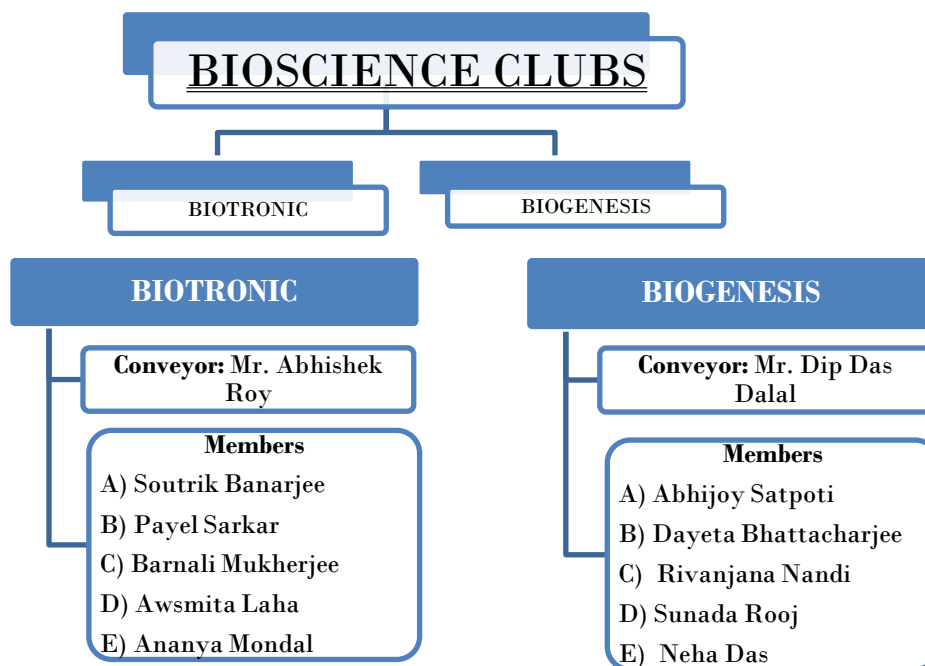 BIOSCIENCE CLUBS
BIOTRONIC
BIOGENESIS
BIOTRONIC
Conveyor: Mr. Abhishek
Roy
Members
A) Soutrik Banarjee
B) Payel Sarkar
C) Barnali Mukherjee
D) Awsmita Laha
E) Ananya Mondal
BIOGENESIS
Conveyor: Mr. Dip Das
Dalal
Members
A) Abhijoy Satpoti
B) Dayeta Bhattacharjee
C) Rivanjana Nandi
D) Sunada Rooj
E) Neha Das